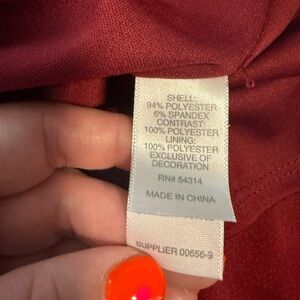 SHELL:
94% POLYESTER
6% SPANDEX
CONTRAST:
100% POLYESTER
LINING:
100% POLYESTER
EXCLUSIVE OF
DECORATION
RN# 54314
MADE IN CHINA
SUPPLIER 00656-9